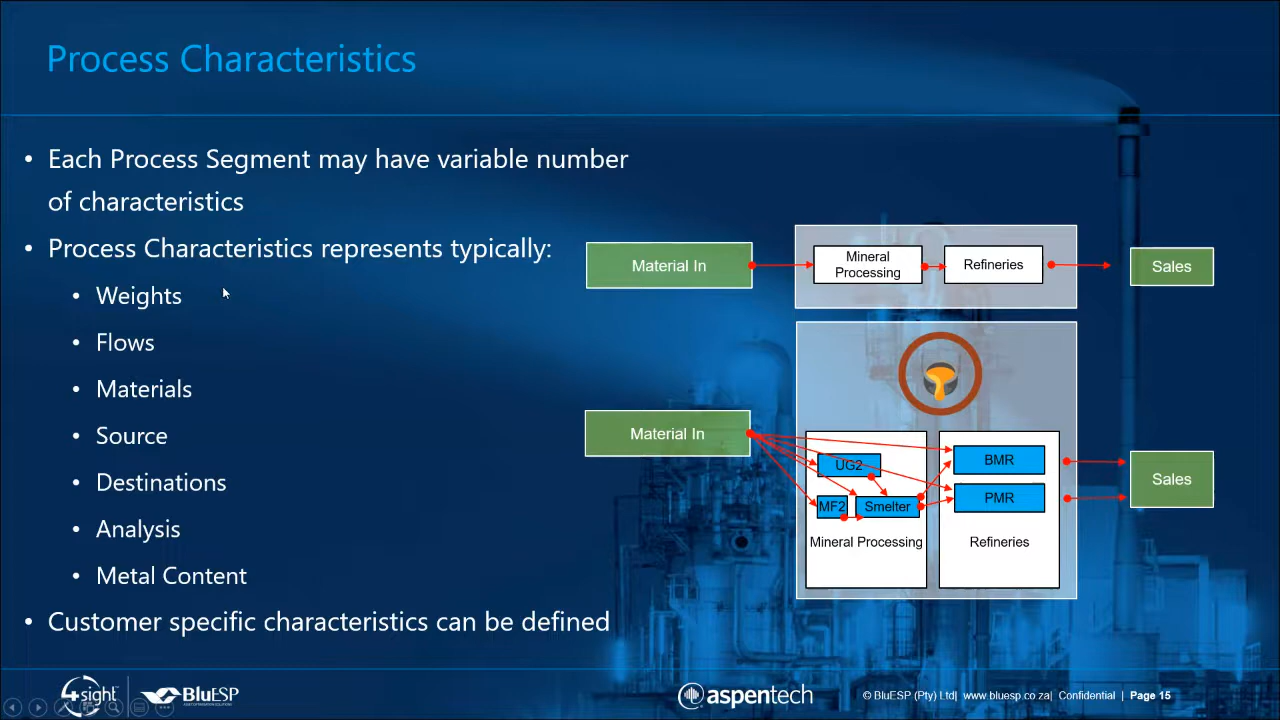 Process Characteristics
• Each Process Segment may have variable number
of characteristics
• Process Characteristics represents typically:
• Weights
• Flows
• Materials
• Source
• Destinations
• Analysis
• Metal Content
• Customer specific characteristics can be defined
Material In
Mineral
Processing
Refineries
Sales
Material In
UG2
MF2
Smelter
Mineral Processing
BMR
PMR
Refineries
Sales
4sight
BluESP
aspentech
© BluESP (Pty) Ltd| www.bluesp.co.za| Confidential | Page 15